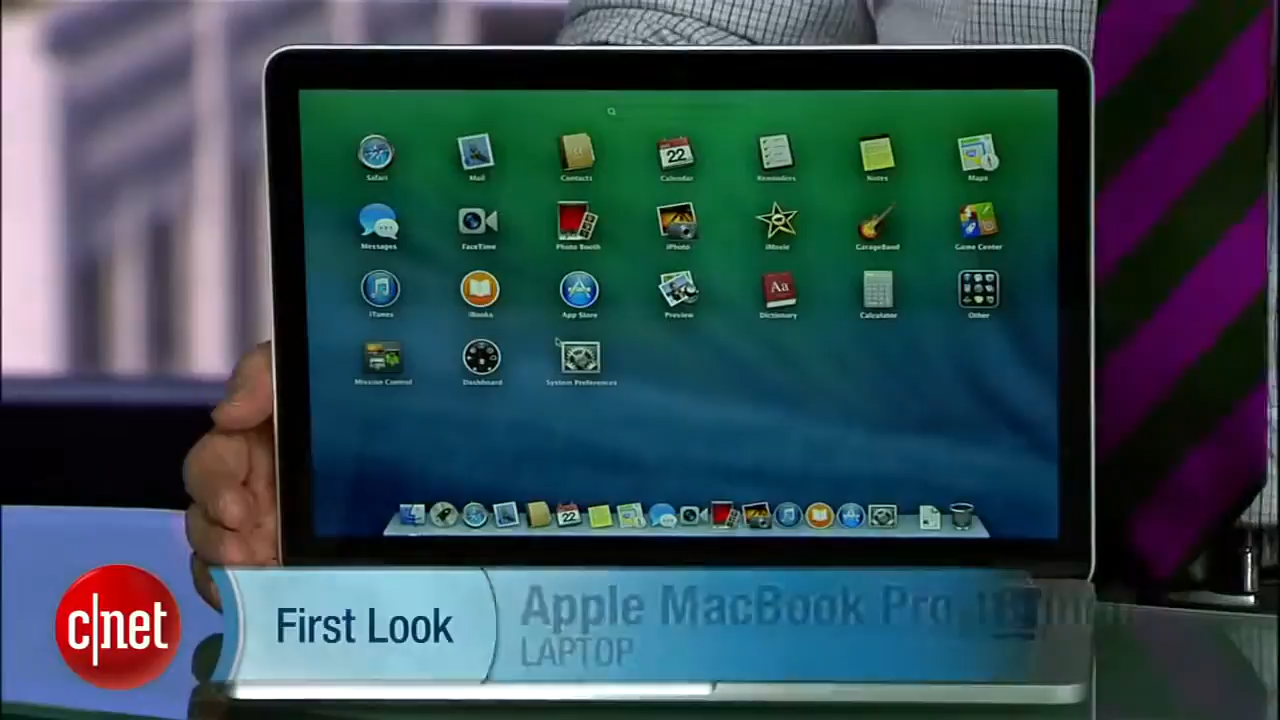 Safari Mail Contacts Calendar Reminders Notes Maps
22
Messages FaceTime Photo Booth iPhoto iMovie GarageBand Game Center
Aa
iTunes iBooks App Store Preview Dictionary Calculator Other
Mission Control Dashboard System Preferences
22
c|net
First Look
Apple MacBook Pro
LAPTOP